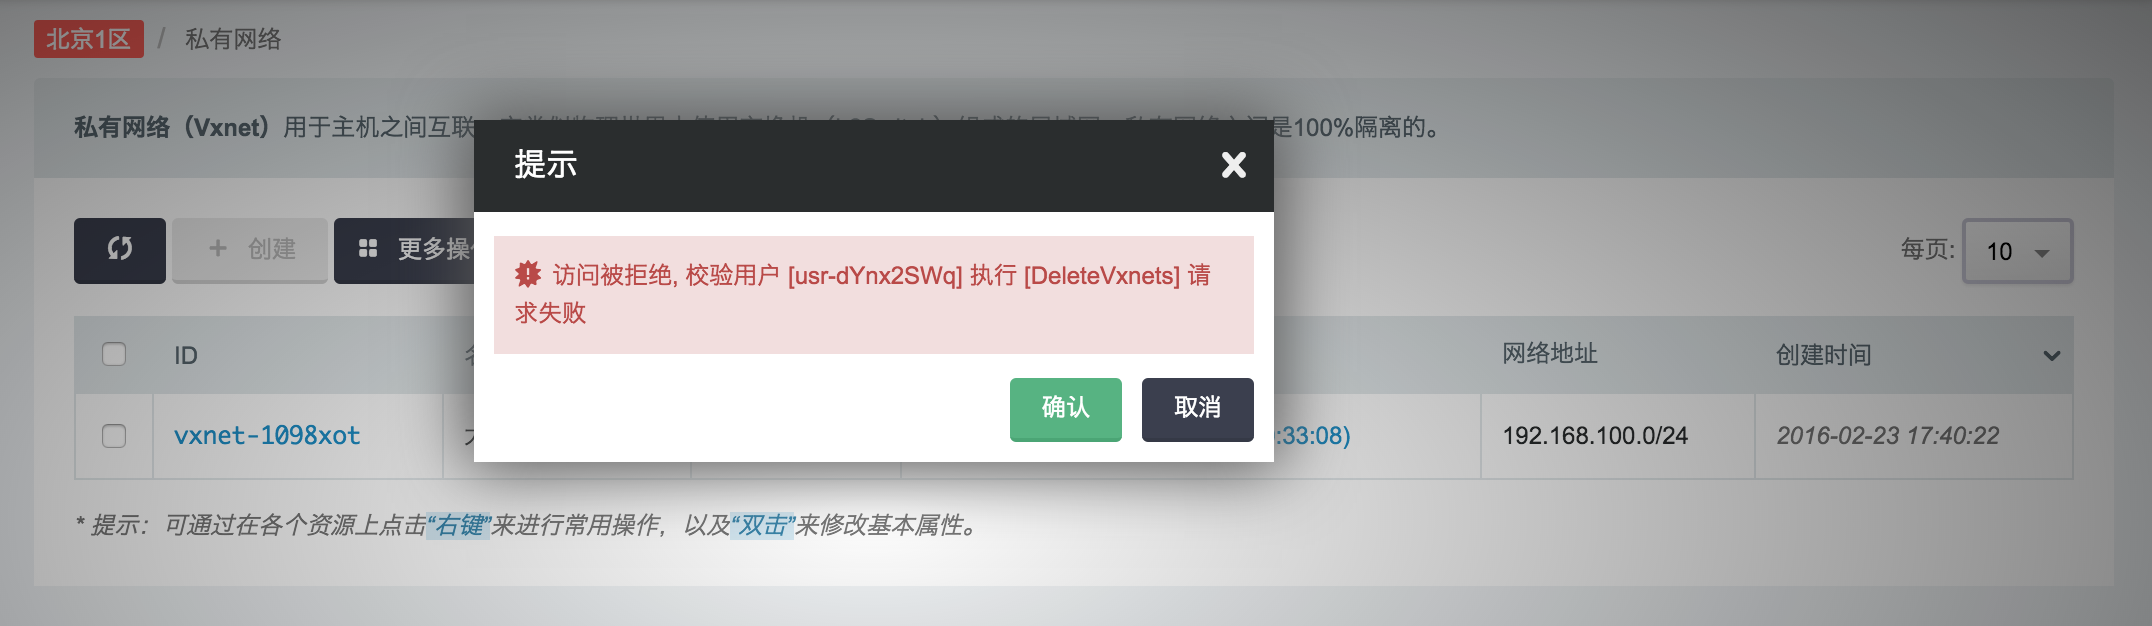 北京1区 / 私有网络
私有网络（Vxnet）用于主机之间互联
是100%隔离的。
提示
创建
更多操
每页: 10
访问被拒绝, 校验用户 [usr-dYnx2SWq] 执行 [DeleteVxnets] 请
求失败
ID
网络地址
创建时间
确认
取消
vxnet-1098xot
:33:08)
192.168.100.0/24
2016-02-23 17:40:22
* 提示：可通过在各个资源上点击“右键”来进行常用操作，以及“双击”来修改基本属性。